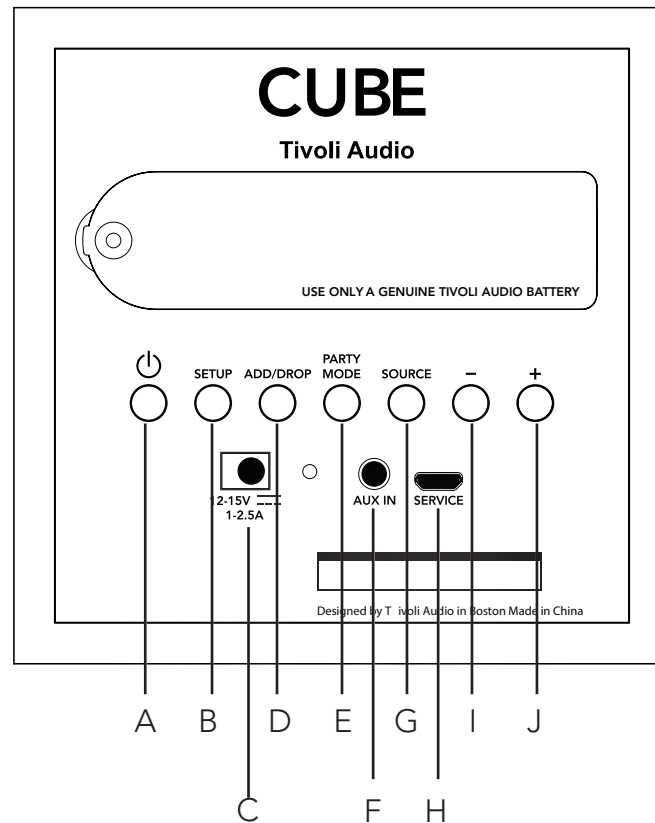 CUBE
Tivoli Audio
USE ONLY A GENUINE TIVOLI AUDIO BATTERY
SETUP ADD/DROP PARTY MODE SOURCE − +
12-15V
1-2.5A
AUX IN SERVICE
Designed by T ivoli Audio in Boston Made in China
A B D E G I J
C F H